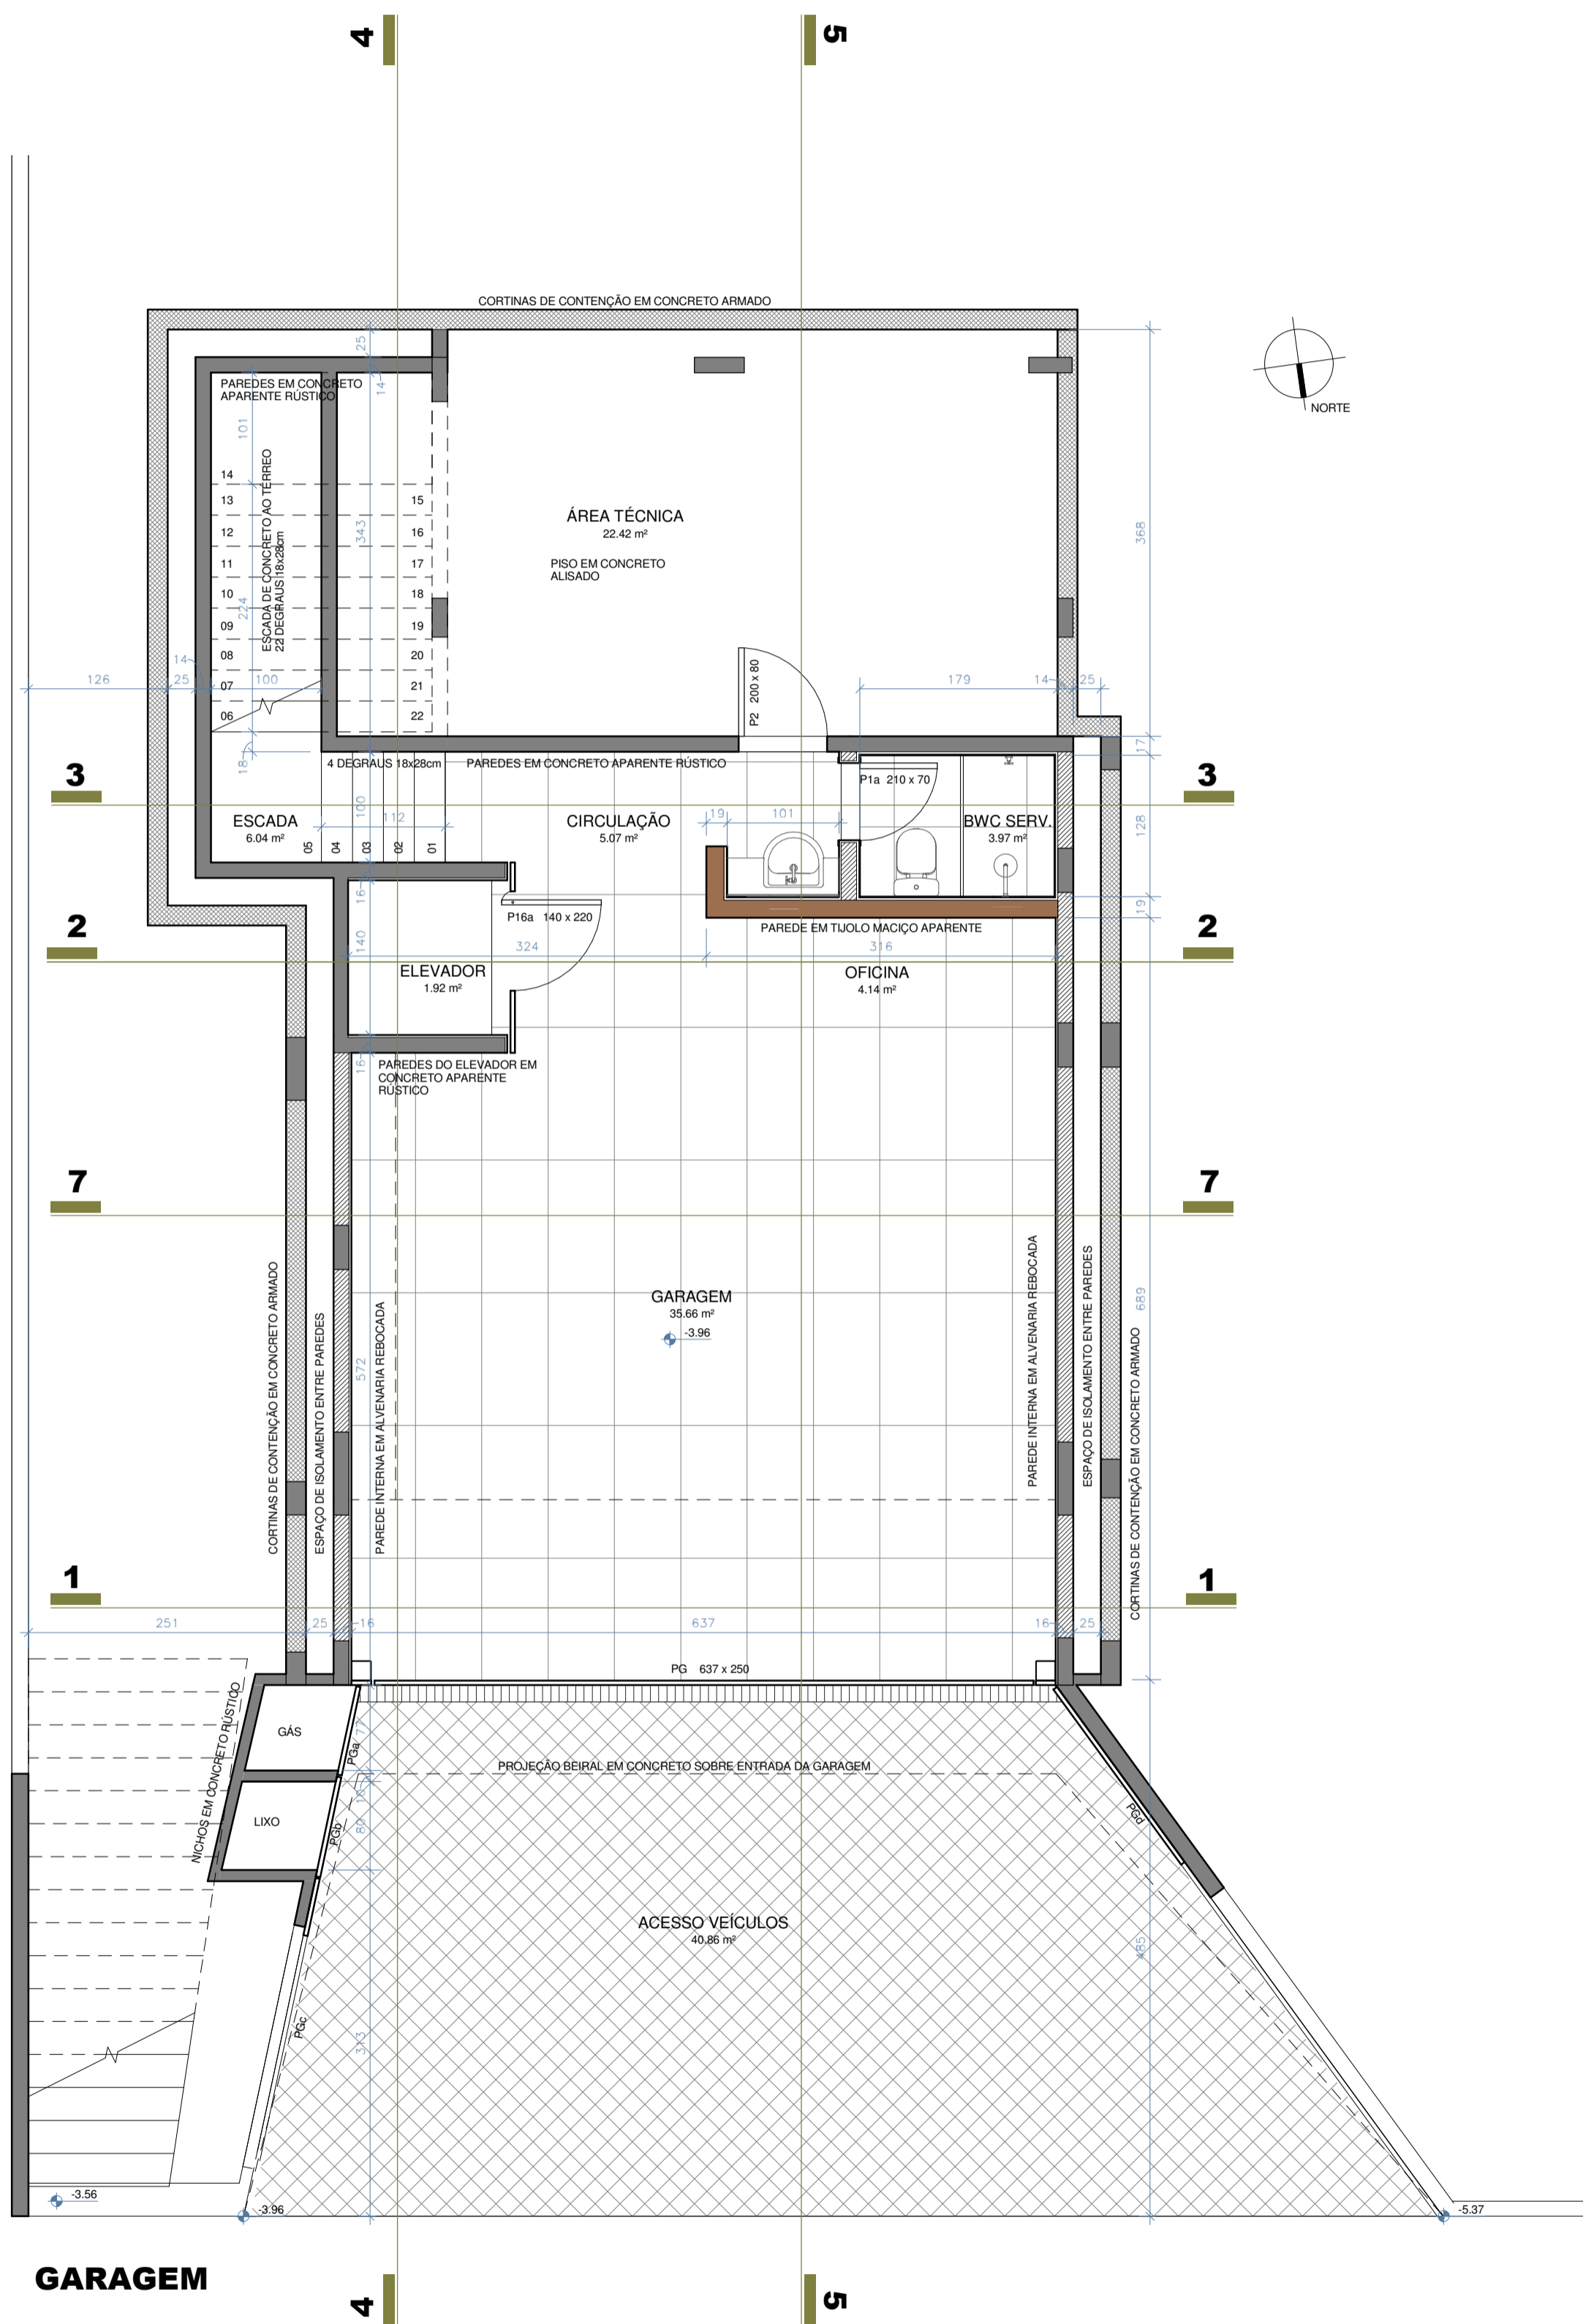 4
5
CORTINAS DE CONTENÇÃO EM CONCRETO ARMADO
25
14
PAREDES EM CONCRETO
APARENTE RÚSTICO
NORTE
101
14
13
12
11
10
09
08
07
06
ESCADA DE CONCRETO AO TÉRREO
22 DEGRAUS 18x28cm
224
343
15
16
17
18
19
20
21
22
ÁREA TÉCNICA
22.42 m²
PISO EM CONCRETO
ALISADO
368
P2 200 x 80
126
25
14
100
179
14
25
18
17
3
4 DEGRAUS 18x28cm
PAREDES EM CONCRETO APARENTE RÚSTICO
P1a 210 x 70
3
ESCADA
6.04 m²
100
112
05
04
03
02
01
CIRCULAÇÃO
5.07 m²
19
101
BWC SERV.
3.97 m²
128
16
19
2
P16a 140 x 220
PAREDE EM TIJOLO MACIÇO APARENTE
2
140
324
316
ELEVADOR
1.92 m²
OFICINA
4.14 m²
16
PAREDES DO ELEVADOR EM
CONCRETO APARENTE
RÚSTICO
7
7
CORTINAS DE CONTENÇÃO EM CONCRETO ARMADO
ESPAÇO DE ISOLAMENTO ENTRE PAREDES
572
PAREDE INTERNA EM ALVENARIA REBOCADA
GARAGEM
35.66 m²
-3.96
PAREDE INTERNA EM ALVENARIA REBOCADA
ESPAÇO DE ISOLAMENTO ENTRE PAREDES
CORTINAS DE CONTENÇÃO EM CONCRETO ARMADO
689
1
1
251
25
16
637
16
25
PG 637 x 250
NICHOS EM CONCRETO RÚSTICO
GÁS
77
PGa
PROJEÇÃO BEIRAL EM CONCRETO SOBRE ENTRADA DA GARAGEM
10
LIXO
80
PGb
PGd
ACESSO VEÍCULOS
40.86 m²
485
PGc
313
-3.56
-3.96
-5.37
GARAGEM
4
5